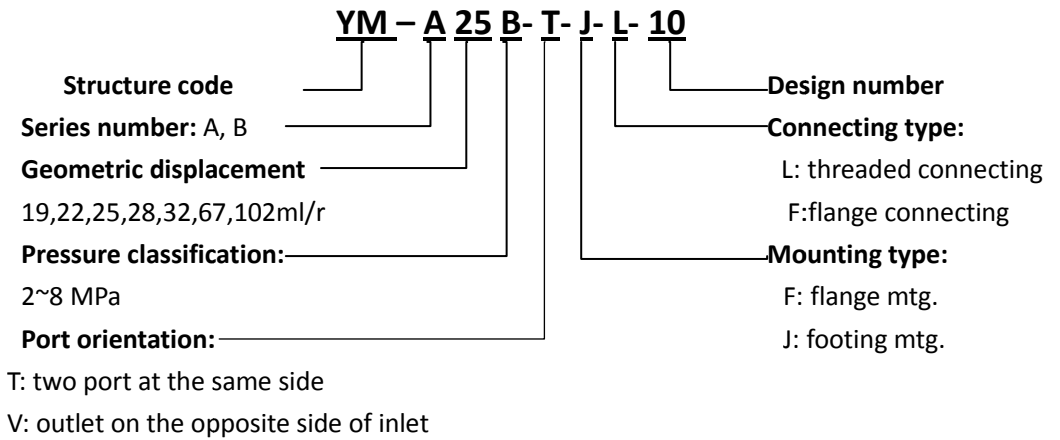 YM – A 25 B- T- J- L- 10
Structure code
Series number: A, B
Geometric displacement
19,22,25,28,32,67,102ml/r
Pressure classification:
2~8 MPa
Port orientation:
T: two port at the same side
V: outlet on the opposite side of inlet
Design number
Connecting type:
L: threaded connecting
F:flange connecting
Mounting type:
F: flange mtg.
J: footing mtg.